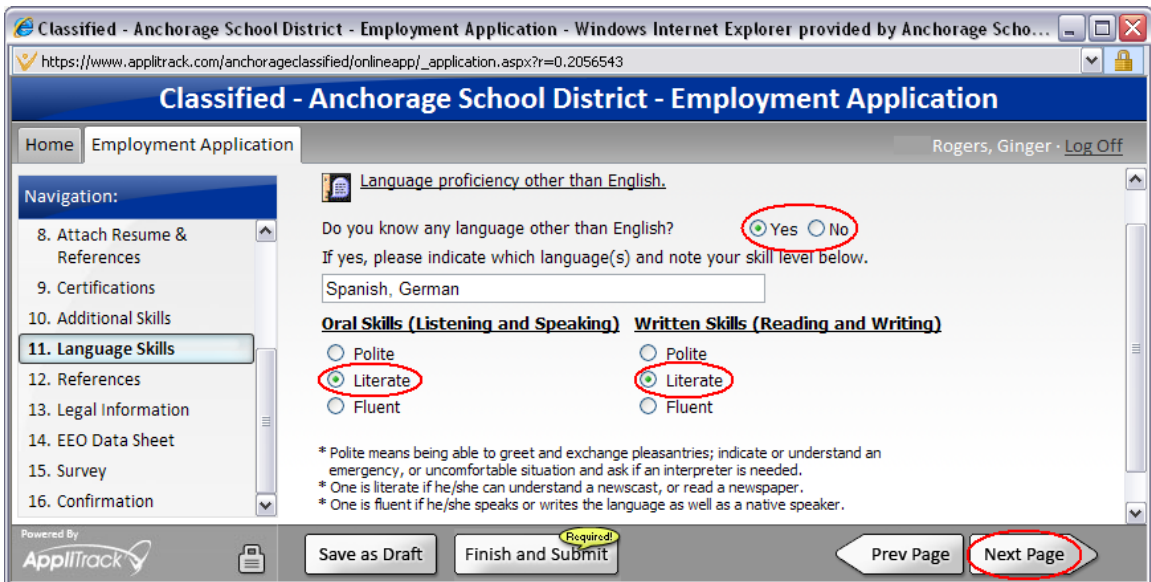 Classified - Anchorage School District - Employment Application - Windows Internet Explorer provided by Anchorage Scho...
https://www.applitrack.com/anchorageclassified/onlineapp/_application.aspx?r=0.2056543
Classified - Anchorage School District - Employment Application
Home
Employment Application
Rogers, Ginger · Log Off
Navigation:
8. Attach Resume &
References
9. Certifications
10. Additional Skills
11. Language Skills
12. References
13. Legal Information
14. EEO Data Sheet
15. Survey
16. Confirmation
Language proficiency other than English.
Do you know any language other than English? Yes No
If yes, please indicate which language(s) and note your skill level below.
Spanish, German
Oral Skills (Listening and Speaking) Written Skills (Reading and Writing)
Polite Polite
Literate Literate
Fluent Fluent
* Polite means being able to greet and exchange pleasantries; indicate or understand an
emergency, or uncomfortable situation and ask if an interpreter is needed.
* One is literate if he/she can understand a newscast, or read a newspaper.
* One is fluent if he/she speaks or writes the language as well as a native speaker.
Powered By
AppliTrack
Save as Draft
Required!
Finish and Submit
Prev Page
Next Page